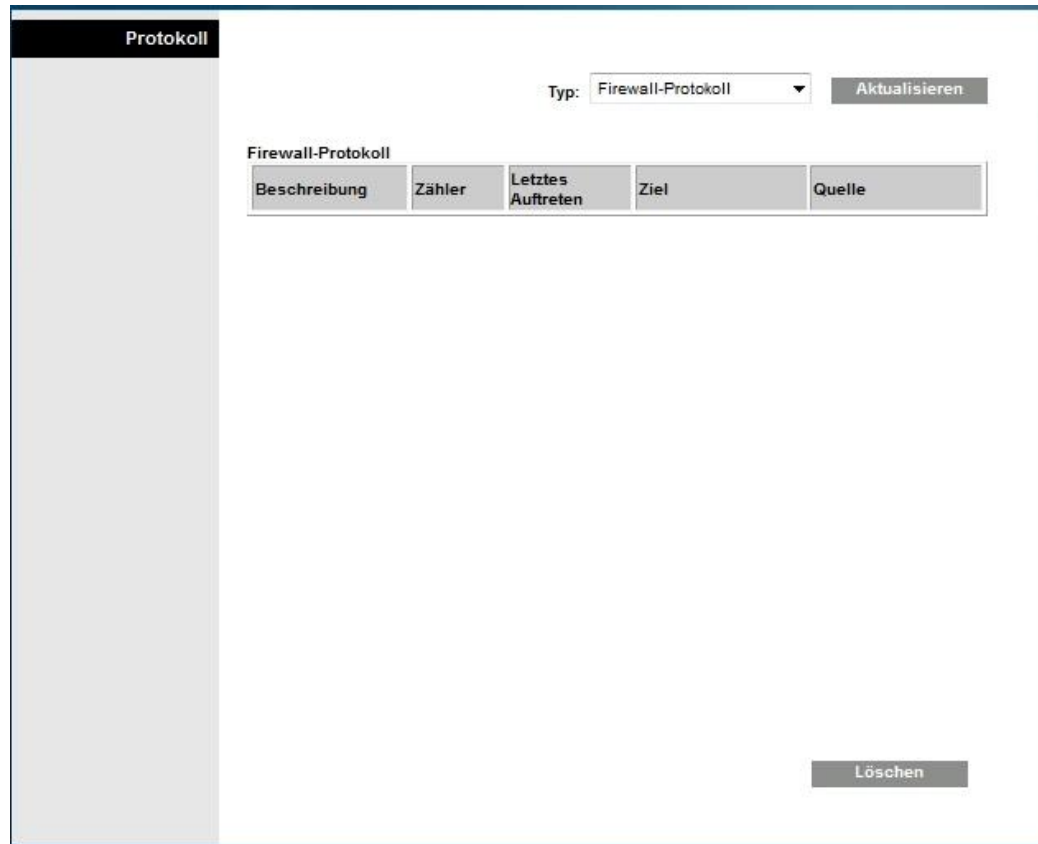 Protokoll
Typ: Firewall-Protokoll Aktualisieren
Firewall-Protokoll
Beschreibung Zähler Letztes Auftreten Ziel Quelle
Löschen